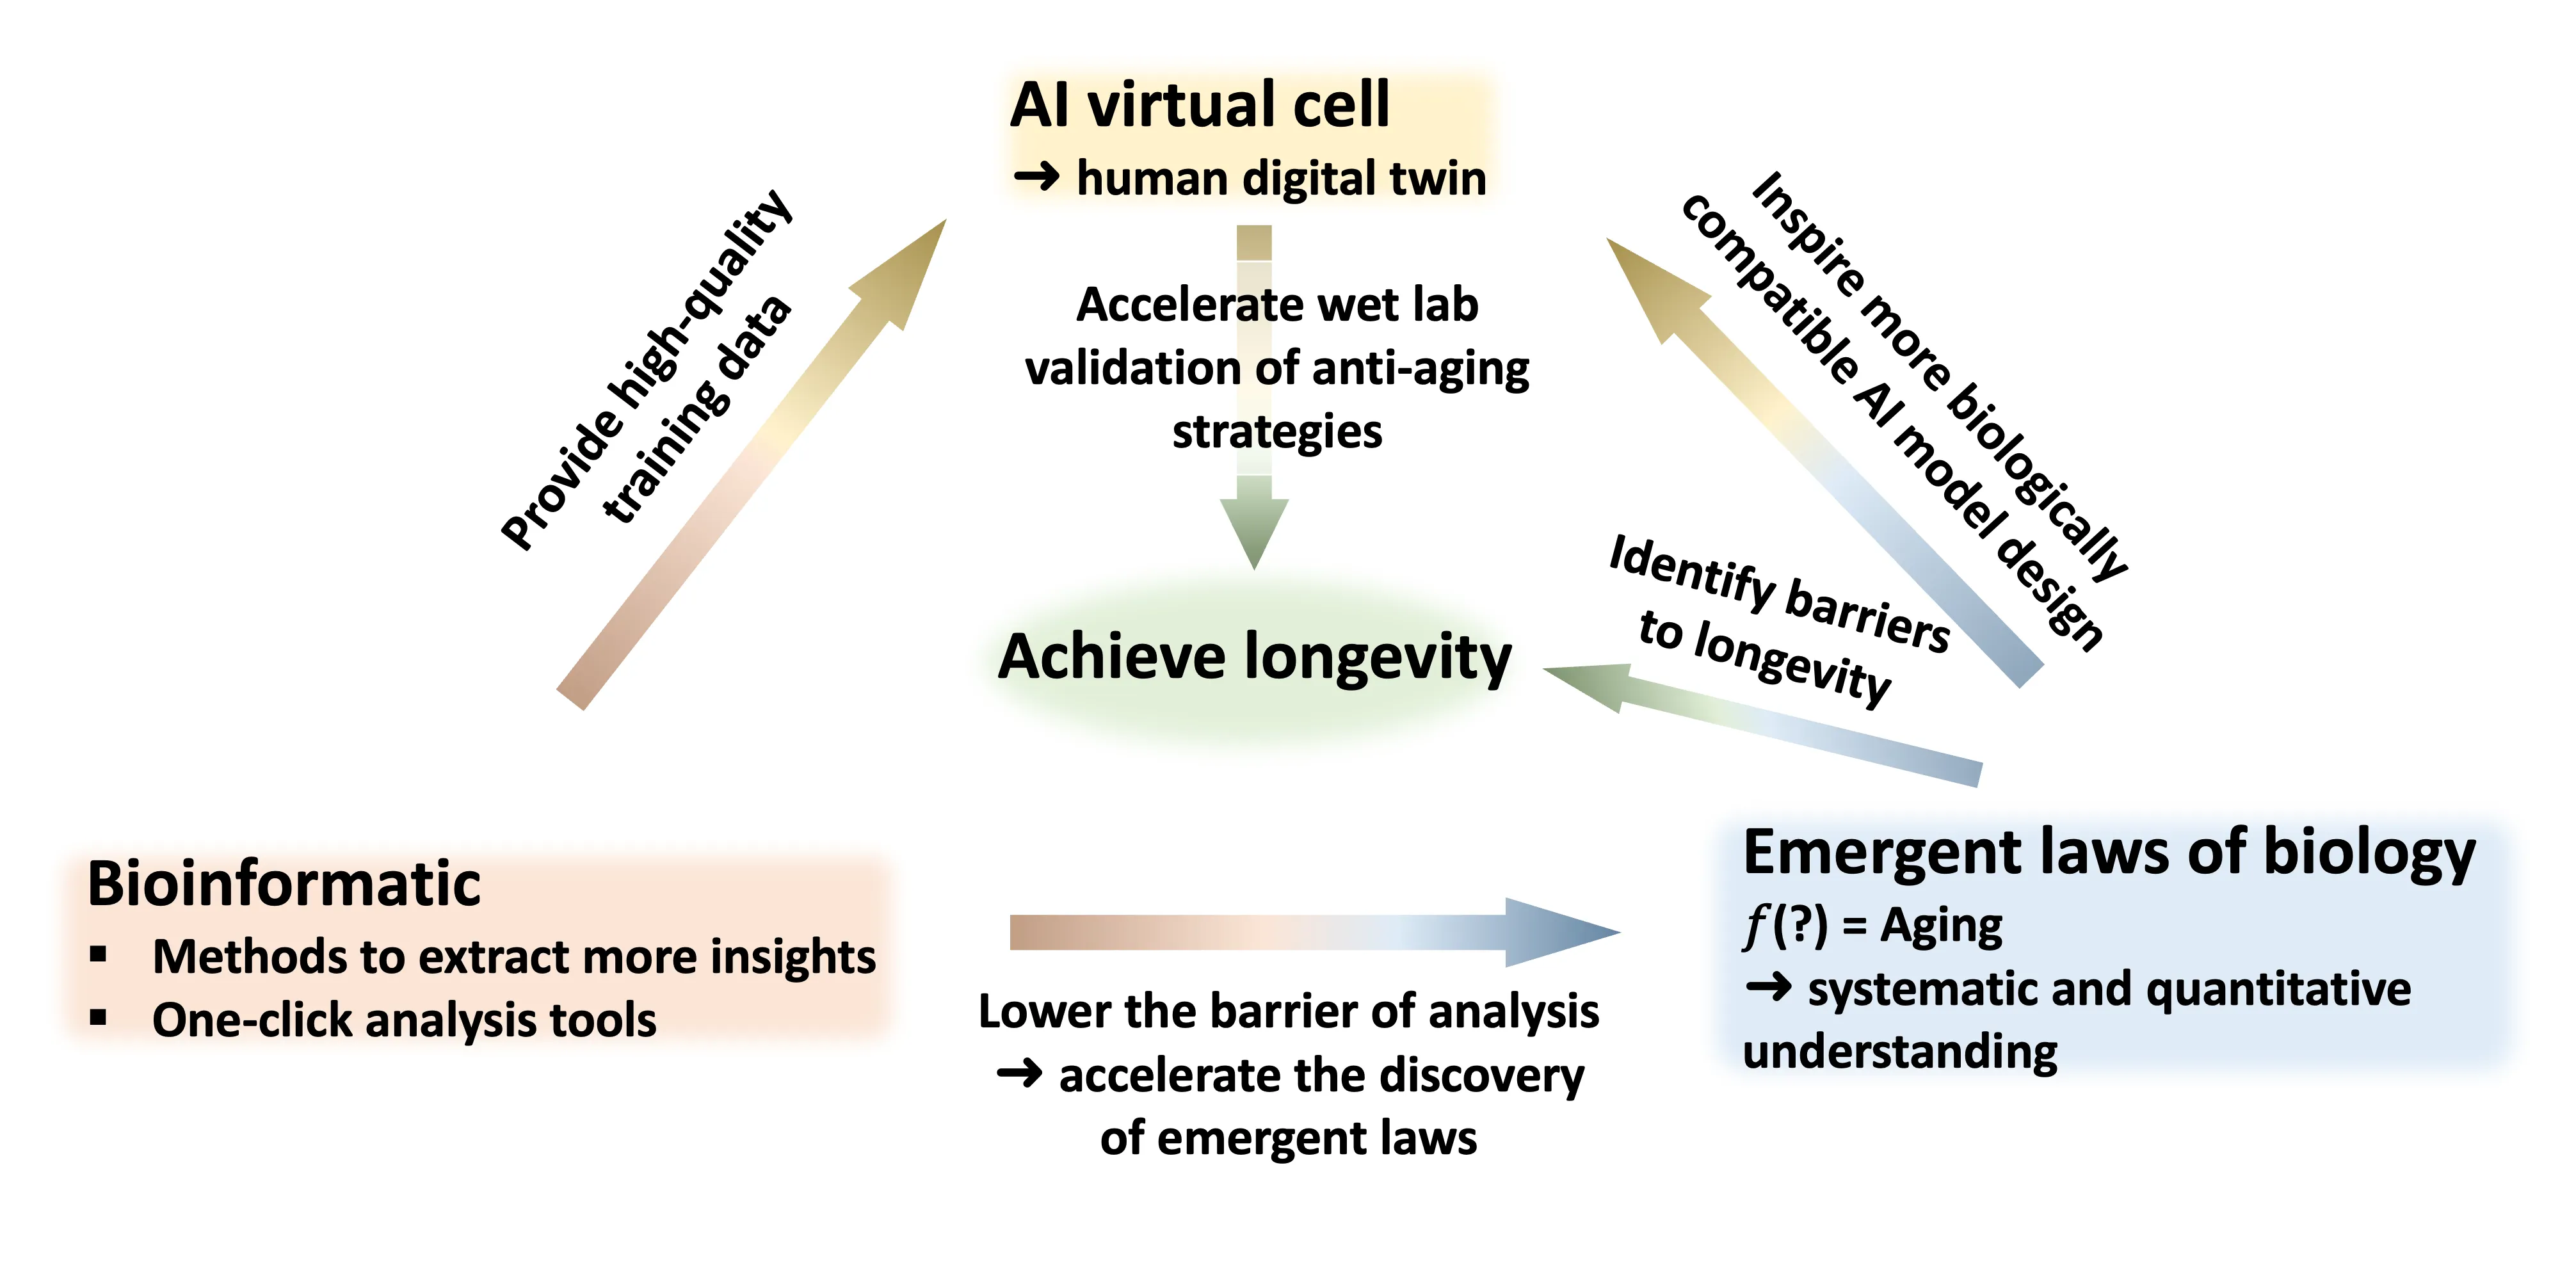 AI virtual cell
➜ human digital twin
Provide high-quality
training data
Accelerate wet lab
validation of anti-aging
strategies
Inspire more biologically
compatible AI model design
Identify barriers
to longevity
Achieve longevity
Bioinformatic
▪ Methods to extract more insights
▪ One-click analysis tools
Lower the barrier of analysis
➜ accelerate the discovery
of emergent laws
Emergent laws of biology
f(?) = Aging
➜ systematic and quantitative
understanding